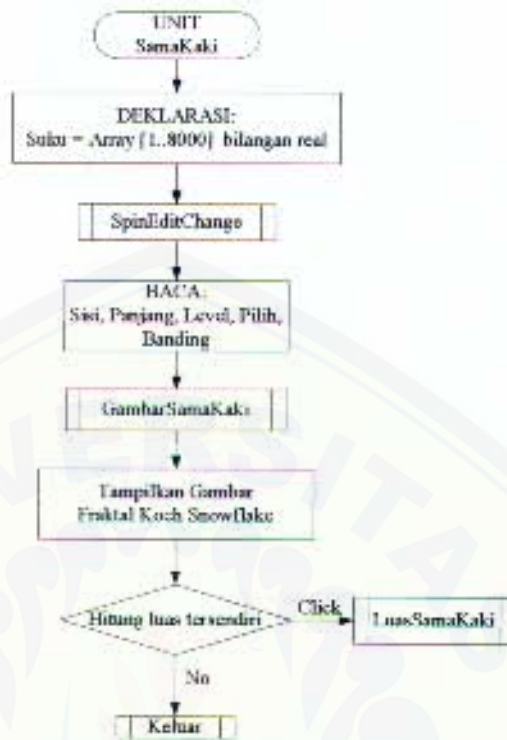 UNIT
SamaKaki
DEKLARASI:
Suku = Array [1..8000] bilangan real
SpinEditChange
BACA:
Sisi, Panjang, Level, Pilih,
Banding
GambarSamaKaki
Tampilkan Gambar
Fraktal Koch Snowflake
Hitung luas tersendiri
Click
LuasSamaKaki
No
Keluar